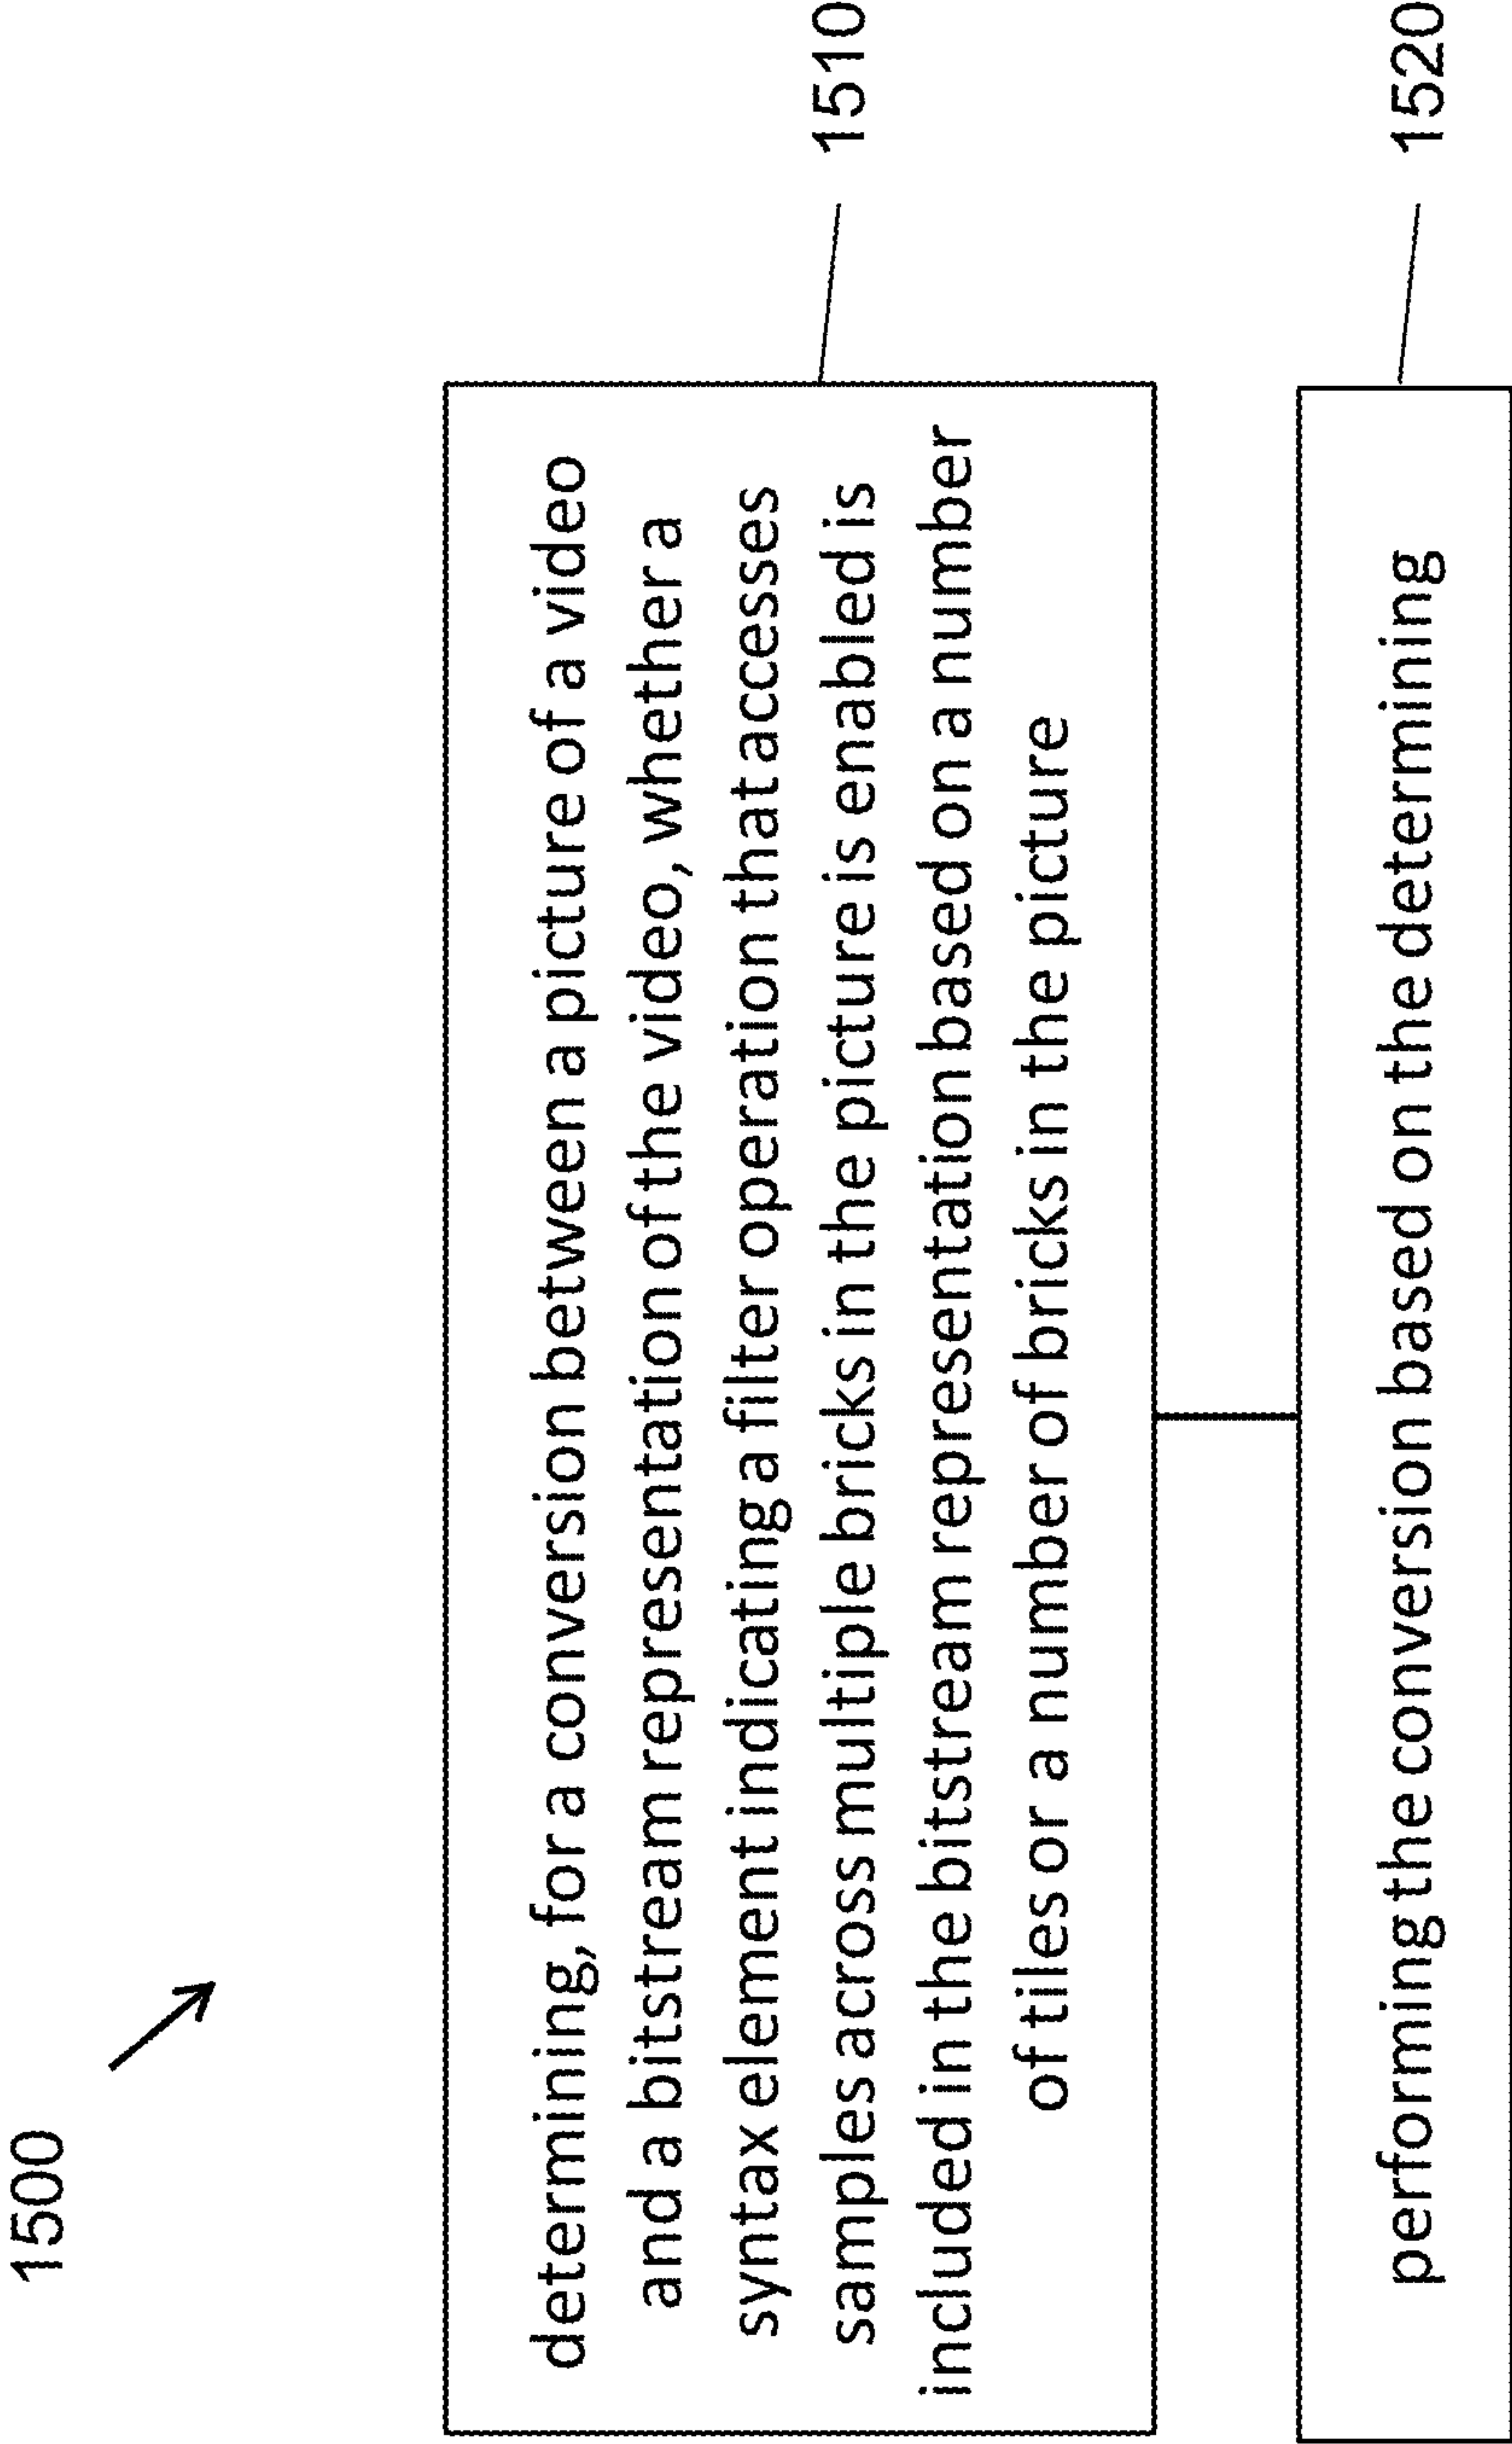 1500
determining, for a conversion between a picture of a video
and a bitstream representation of the video, whether a
syntax element indicating a filter operation that accesses
samples across multiple bricks in the picture is enabled is
included in the bitstream representation based on a number
of tiles or a number of bricks in the picture
1510
performing the conversion based on the determining
1520